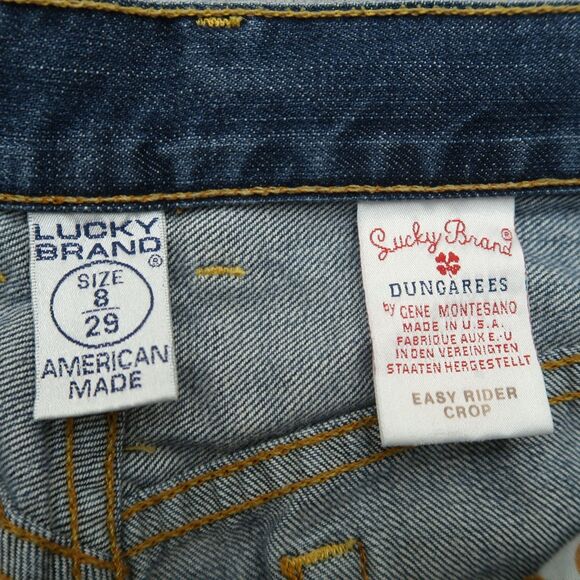 LUCKY
BRAND®
SIZE
8
29
AMERICAN
MADE
Lucky Brand®
DUNGAREES
by GENE MONTESANO
MADE IN U.S.A.
FABRIQUE AUX E.-U
IN DEN VEREINIGTEN
STAATEN HERGESTELLT
EASY RIDER
CROP